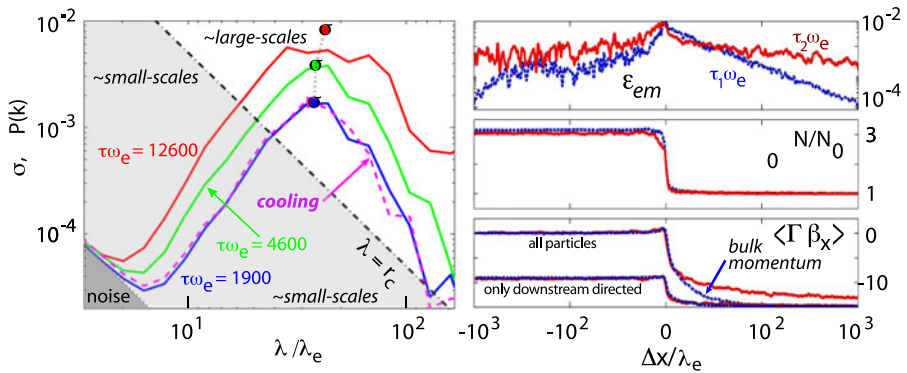 10⁻²
10⁻³
10⁻⁴
σ, P(k)
~small-scales
~large-scales
σ
σ
σ
τω_e = 12600
cooling
τω_e = 4600
τω_e = 1900
λ = r_c
noise
~small-scales
10¹
10²
λ/λ_e
10⁻²
10⁻⁴
ε_em
τ₂ω_e
τ₁ω_e
N/N₀
0
3
1
⟨Γ β_x⟩
all particles
bulk
momentum
only downstream directed
0
-10
-10³
-10²
0
10²
10³
Δx/λ_e